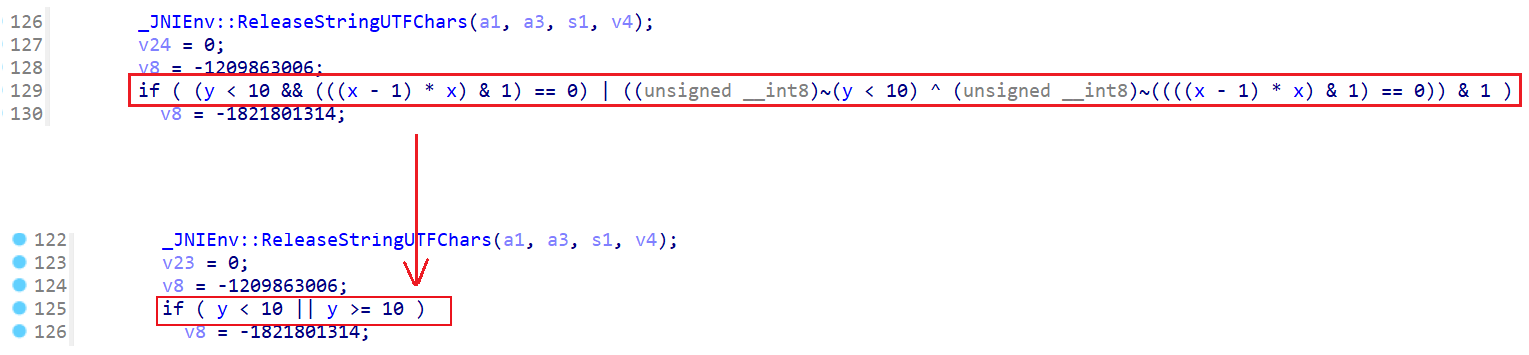 126 _JNIEnv::ReleaseStringUTFChars(a1, a3, s1, v4);
127 v24 = 0;
128 v8 = -1209863006;
129 if ( (y < 10 && (((x - 1) * x) & 1) == 0) | ((unsigned __int8)~(y < 10) ^ (unsigned __int8)~((((x - 1) * x) & 1) == 0)) & 1 )
130 v8 = -1821801314;
122 _JNIEnv::ReleaseStringUTFChars(a1, a3, s1, v4);
123 v23 = 0;
124 v8 = -1209863006;
125 if ( y < 10 || y >= 10 )
126 v8 = -1821801314;